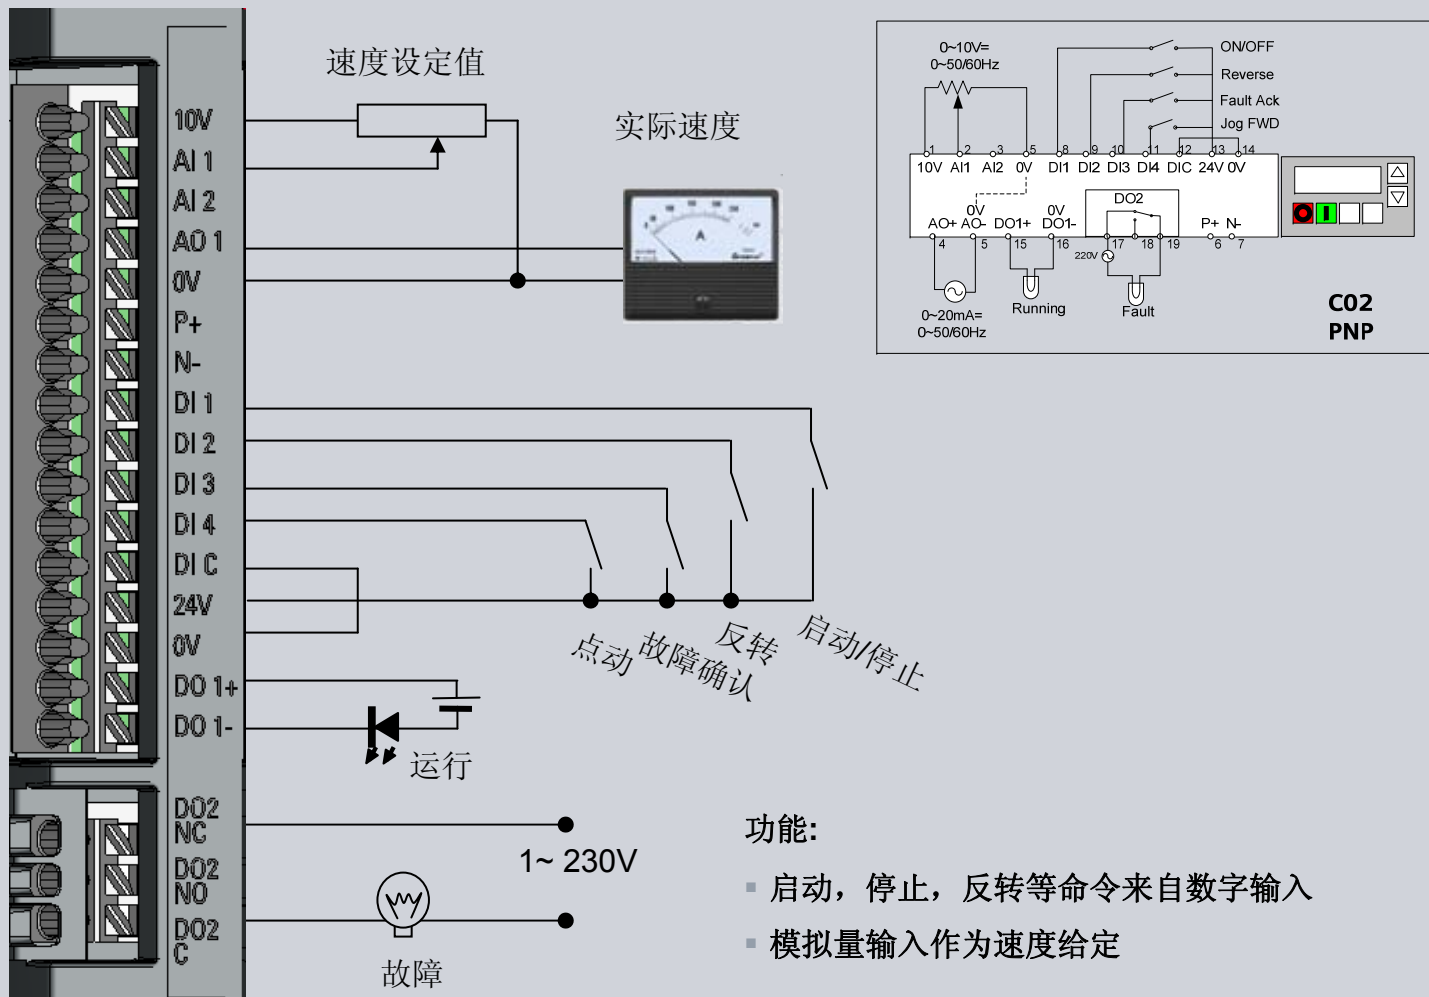 速度设定值
实际速度
10V
AI 1
AI 2
AO 1
0V
P+
N-
DI 1
DI 2
DI 3
DI 4
DI C
24V
0V
DO 1+
DO 1-
DO2
NC
DO2
NO
DO2
C
点动
故障确认
反转
启动/停止
运行
1~ 230V
故障
0~10V=
0~50/60Hz
ON/OFF
Reverse
Fault Ack
Jog FWD
1 2 3 5 8 9 10 11 12 13 14
10V AI1 AI2 0V DI1 DI2 DI3 DI4 DIC 24V 0V
DO2
0V 0V
AO+ AO- DO1+ DO1- P+ N-
4 5 15 16 17 18 19 6 7
220V
Running
Fault
0~20mA=
0~50/60Hz
C02
PNP
功能:
启动，停止，反转等命令来自数字输入
模拟量输入作为速度给定